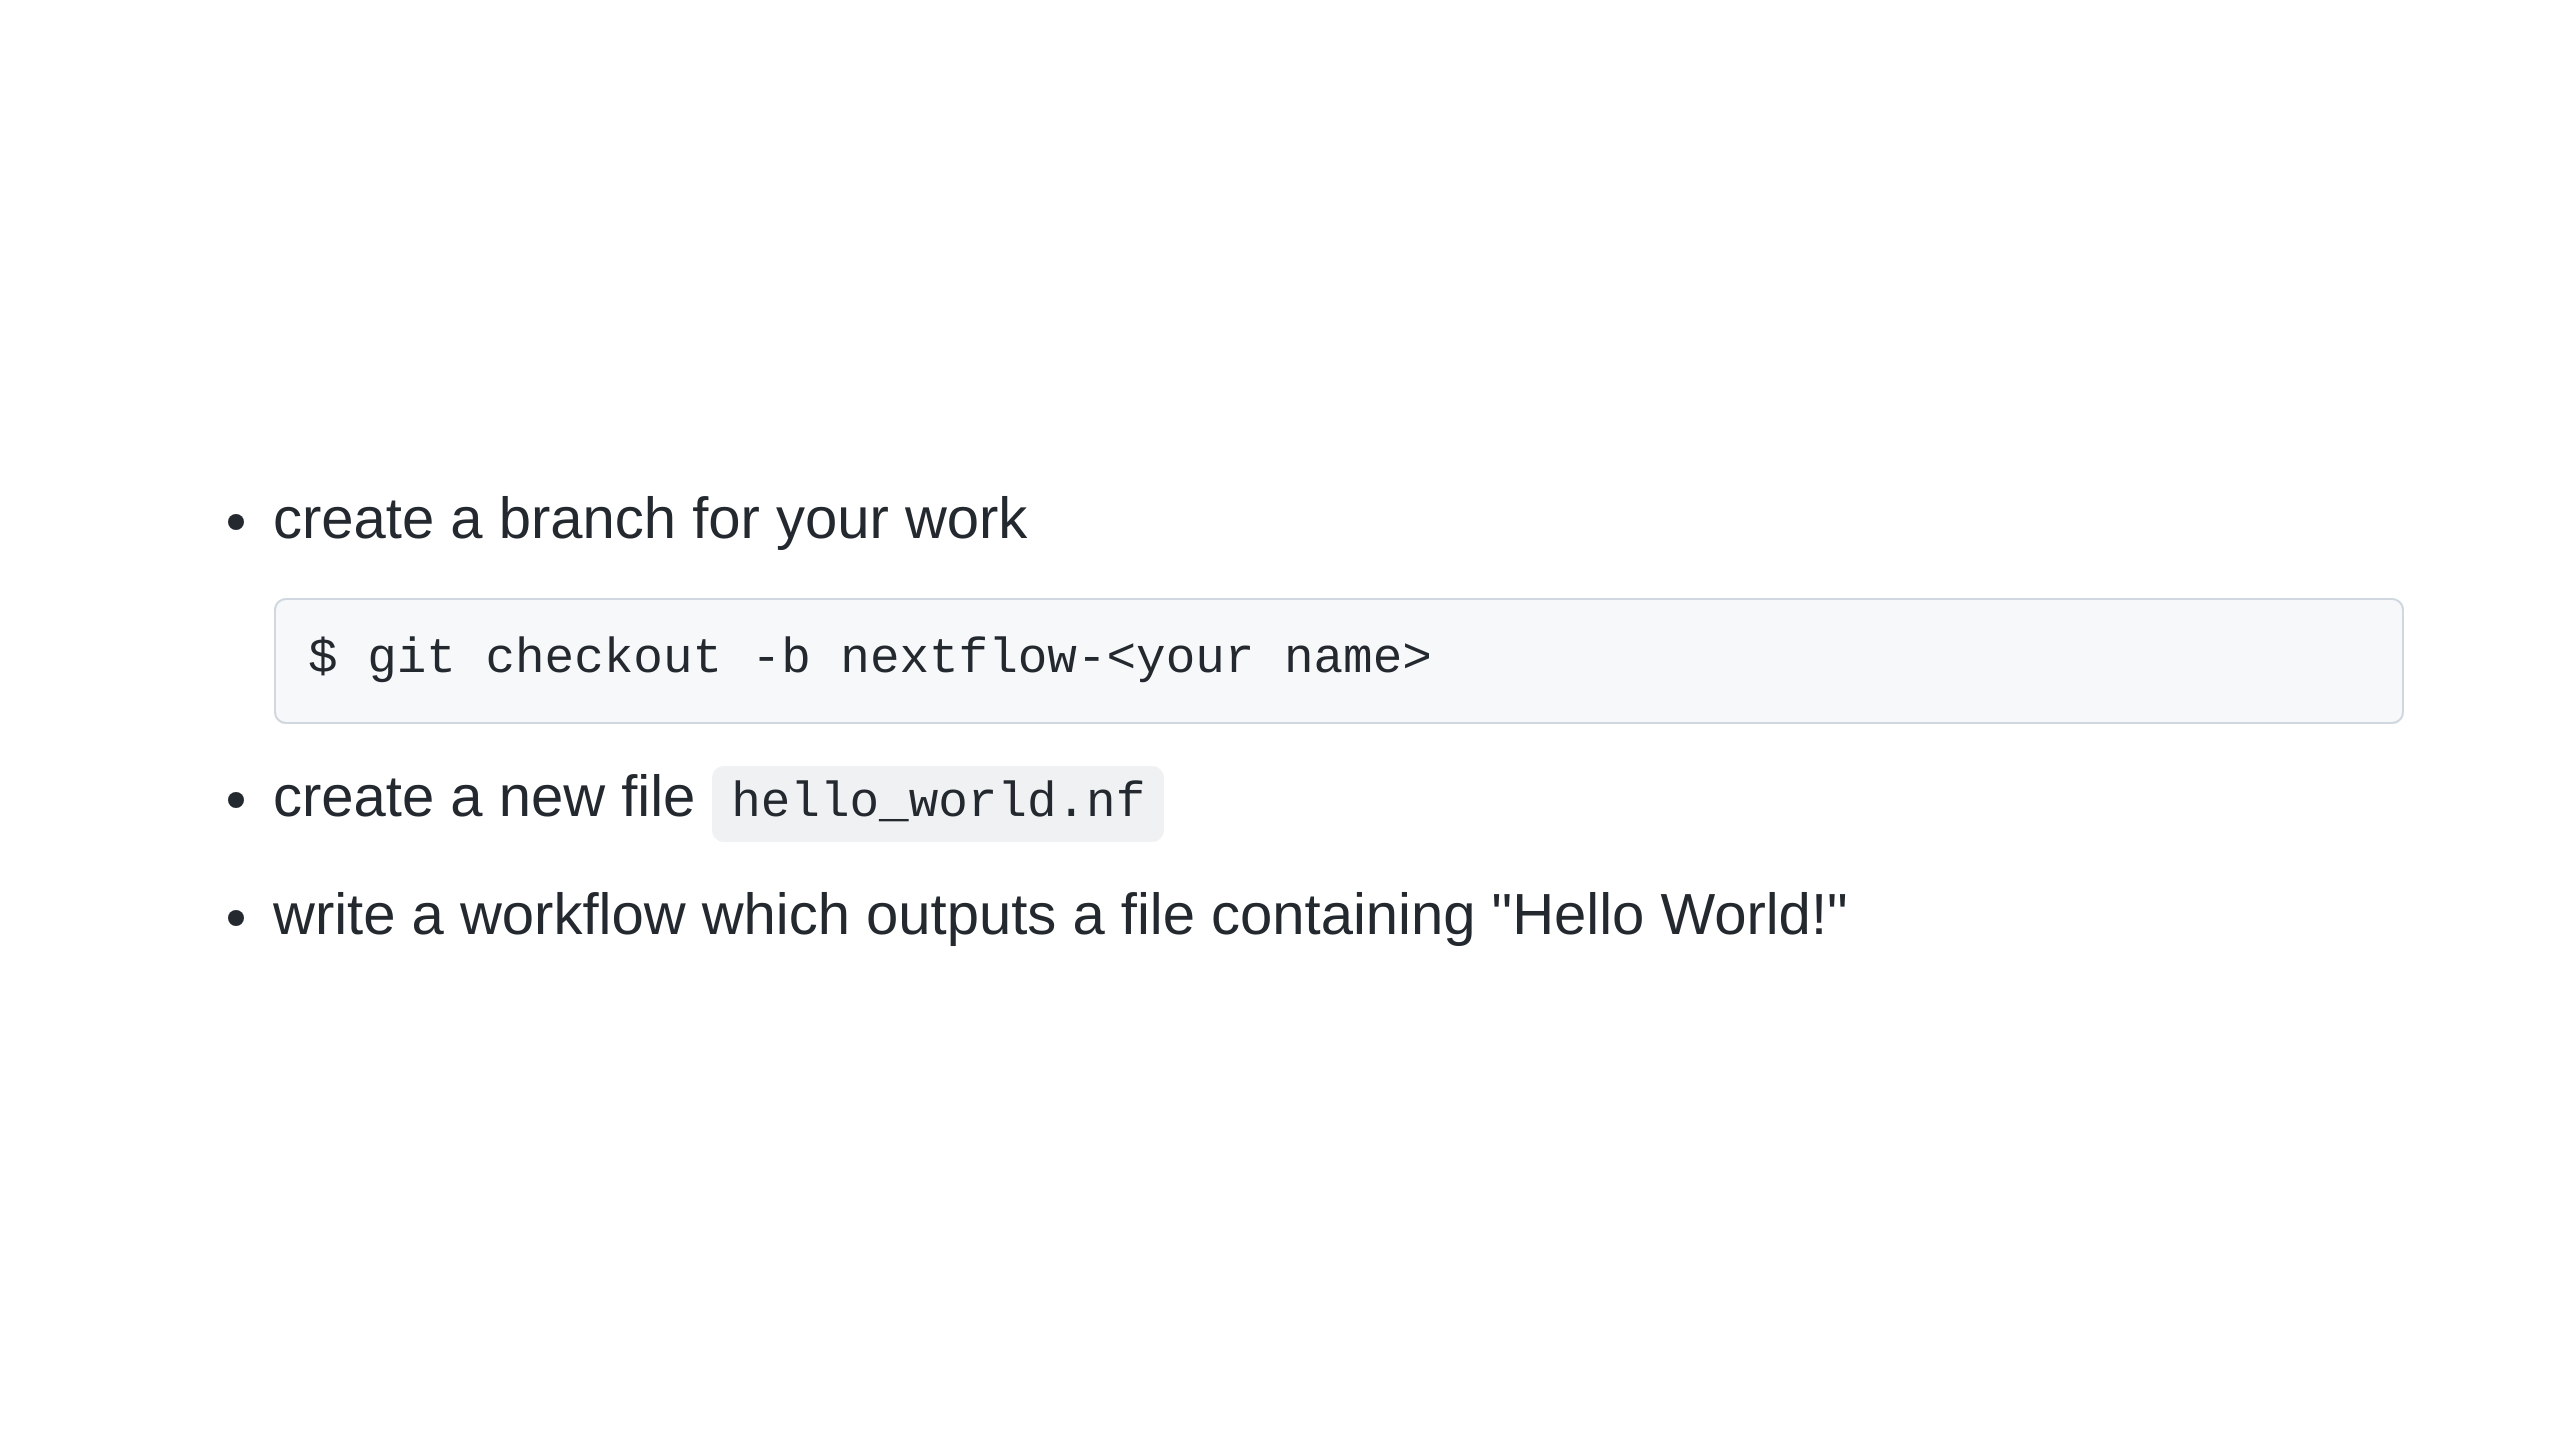 create a branch for your work
$ git checkout -b nextflow-<your name>
create a new file hello_world.nf
write a workflow which outputs a file containing "Hello World!"